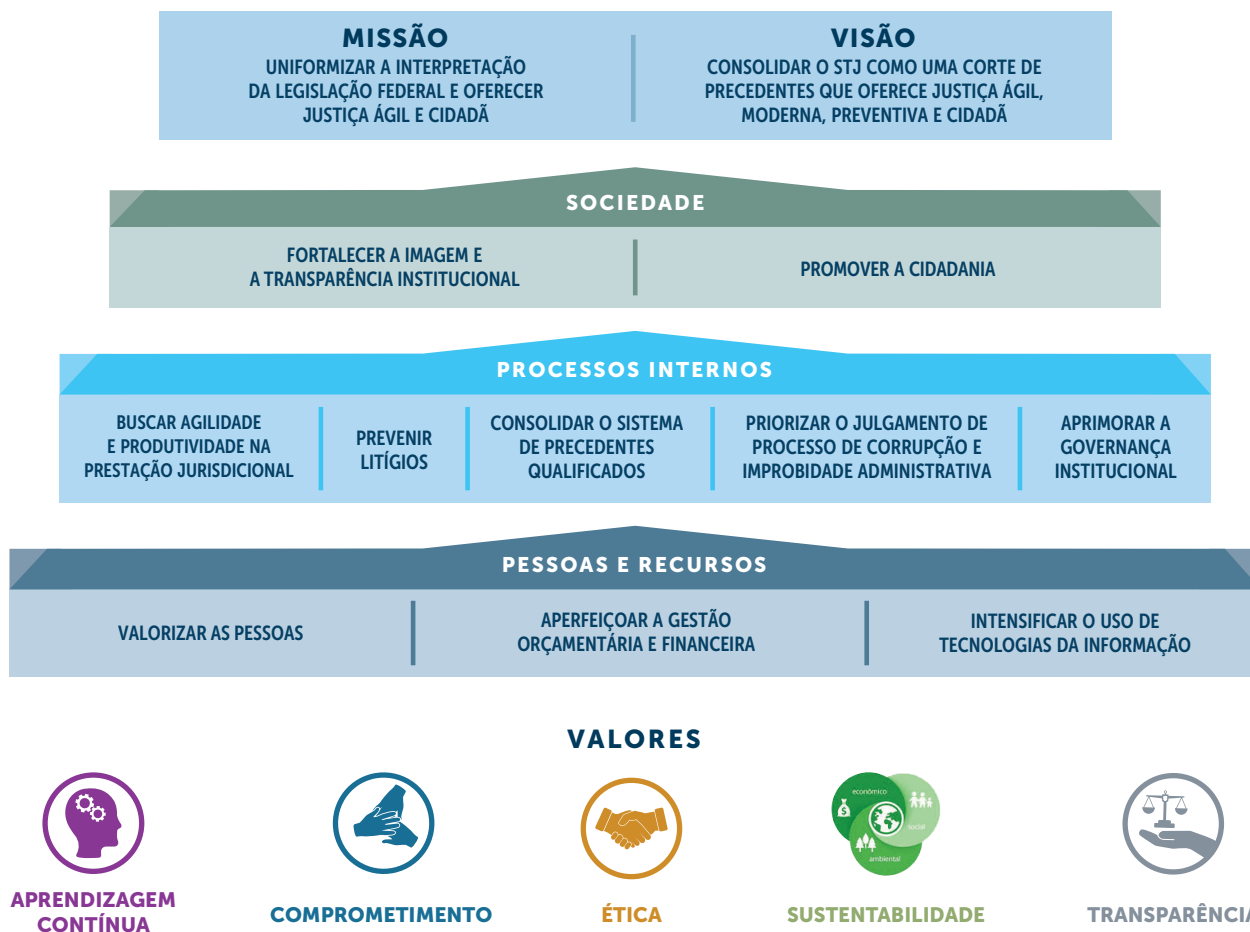 MISSÃO
UNIFORMIZAR A INTERPRETAÇÃO
DA LEGISLAÇÃO FEDERAL E OFERECER
JUSTIÇA ÁGIL E CIDADÃ
VISÃO
CONSOLIDAR O STJ COMO UMA CORTE DE
PRECEDENTES QUE OFERECE JUSTIÇA ÁGIL,
MODERNA, PREVENTIVA E CIDADÃ
SOCIEDADE
FORTALECER A IMAGEM E
A TRANSPARÊNCIA INSTITUCIONAL
PROMOVER A CIDADANIA
PROCESSOS INTERNOS
BUSCAR AGILIDADE
E PRODUTIVIDADE NA
PRESTAÇÃO JURISDICIONAL
PREVENIR
LITÍGIOS
CONSOLIDAR O SISTEMA
DE PRECEDENTES
QUALIFICADOS
PRIORIZAR O JULGAMENTO DE
PROCESSO DE CORRUPÇÃO E
IMPROBIDADE ADMINISTRATIVA
APRIMORAR A
GOVERNANÇA
INSTITUCIONAL
PESSOAS E RECURSOS
VALORIZAR AS PESSOAS
APERFEIÇOAR A GESTÃO
ORÇAMENTÁRIA E FINANCEIRA
INTENSIFICAR O USO DE
TECNOLOGIAS DA INFORMAÇÃO
VALORES
APRENDIZAGEM
CONTÍNUA
COMPROMETIMENTO
ÉTICA
econômico
$
social
ambiental
SUSTENTABILIDADE
TRANSPARÊNCIA